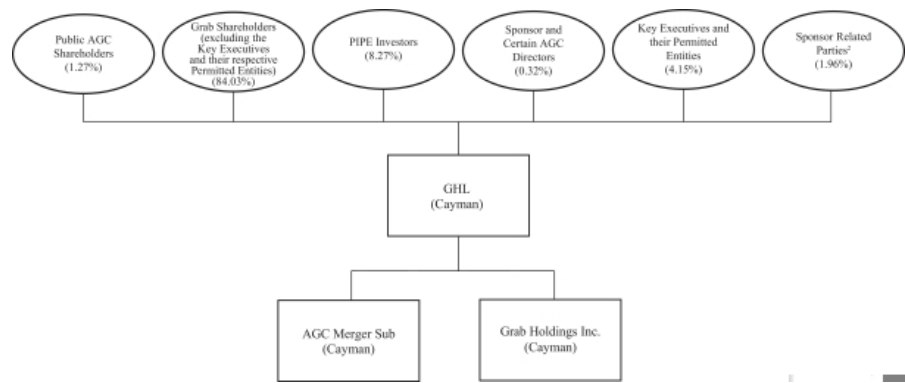 Public AGC
Shareholders
(1.27%)
Grab Shareholders
(excluding the
Key Executives
and their respective
Permitted Entities)
(84.03%)
PIPE Investors
(8.27%)
Sponsor and
Certain AGC
Directors
(0.32%)
Key Executives and
their Permitted
Entities
(4.15%)
Sponsor Related
Parties²
(1.96%)
GHL
(Cayman)
AGC Merger Sub
(Cayman)
Grab Holdings Inc.
(Cayman)